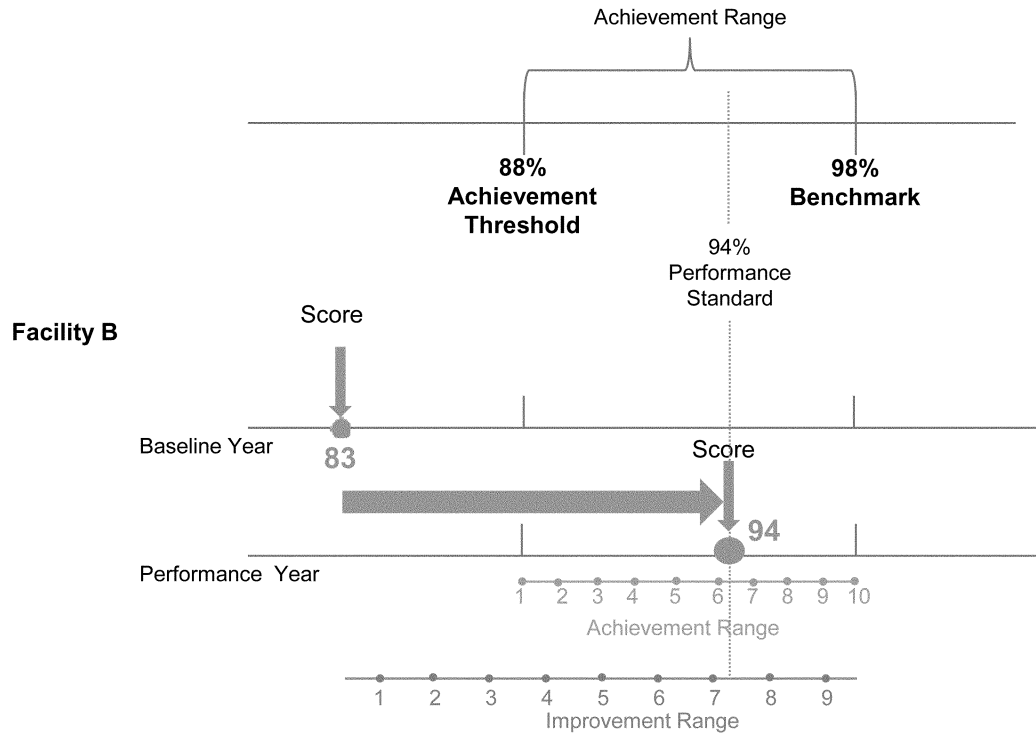 Achievement Range
88%
Achievement
Threshold
98%
Benchmark
94%
Performance
Standard
Score
Facility B
Baseline Year
83
Score
94
Performance Year
1 2 3 4 5 6 7 8 9 10
Achievement Range
1 2 3 4 5 6 7 8 9
Improvement Range